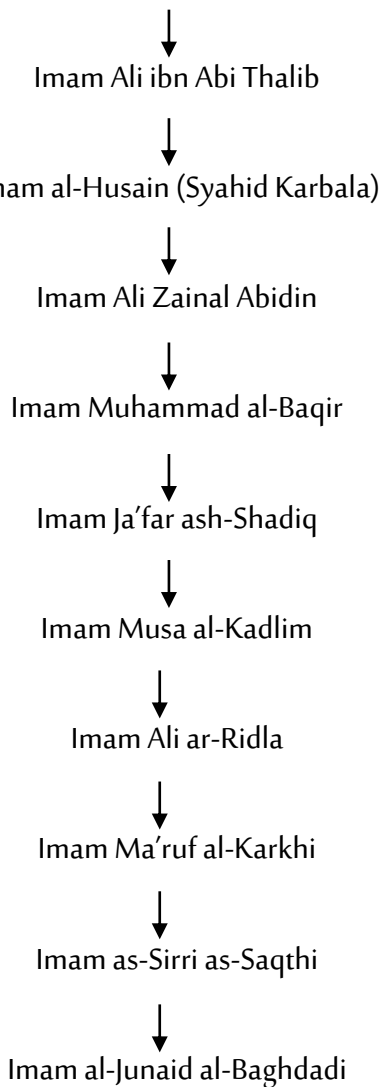 Imam Ali ibn Abi Thalib
mam al-Husain (Syahid Karbala)
Imam Ali Zainal Abidin
Imam Muhammad al-Baqir
Imam Ja’far ash-Shadiq
Imam Musa al-Kadlim
Imam Ali ar-Ridla
Imam Ma’ruf al-Karkhi
Imam as-Sirri as-Saqthi
Imam al-Junaid al-Baghdadi